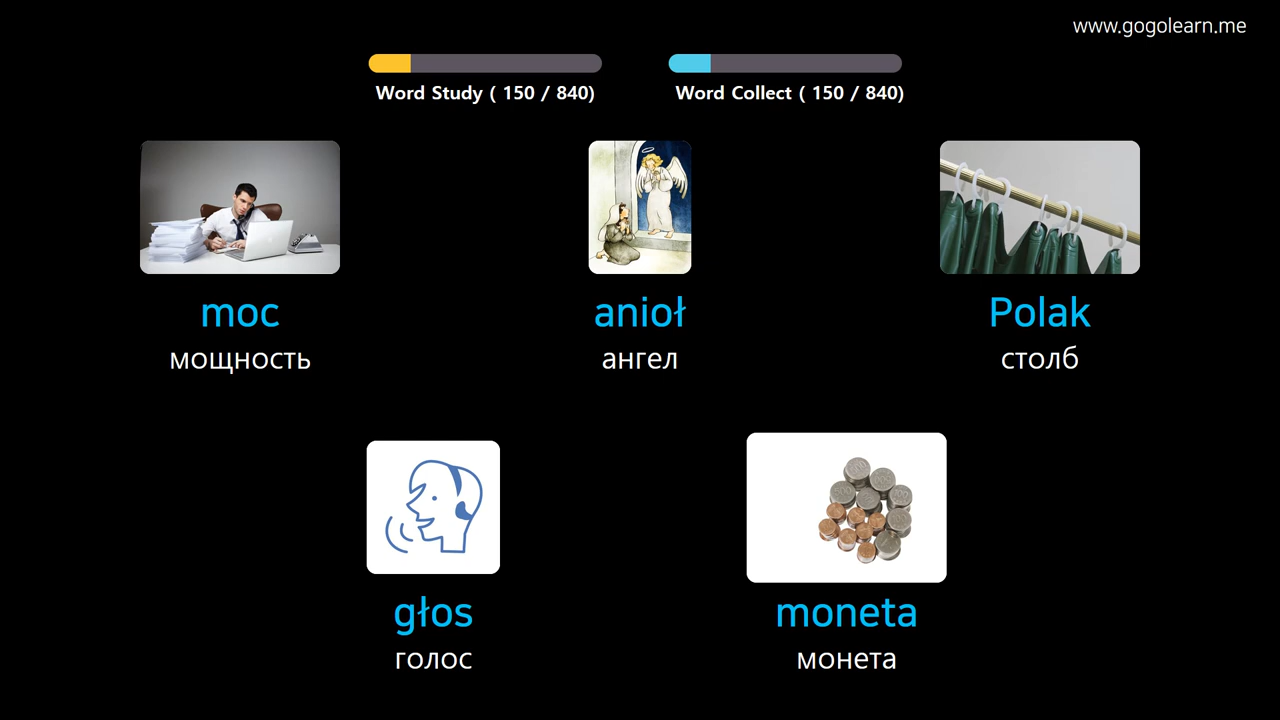 www.gogolearn.me
Word Study ( 150 / 840)
Word Collect ( 150 / 840)
moc
мощность
anioł
ангел
Polak
столб
głos
голос
moneta
монета